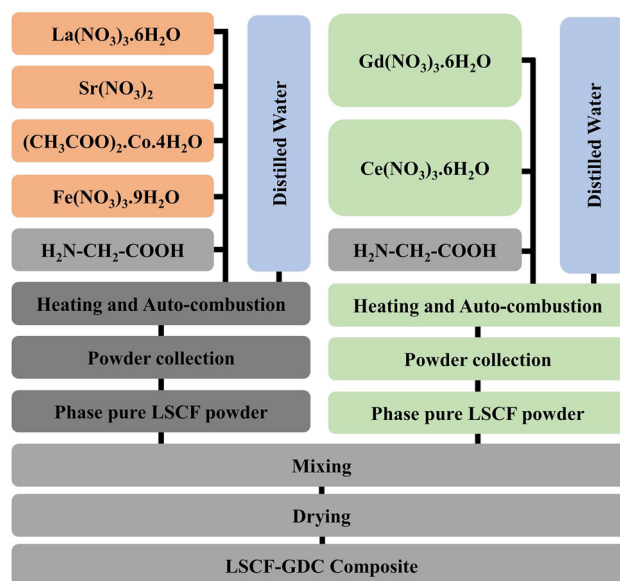 La(NO₃)₃.6H₂O
Sr(NO₃)₂
(CH₃COO)₂.Co.4H₂O
Fe(NO₃)₃.9H₂O
H₂N-CH₂-COOH
Distilled Water
Heating and Auto-combustion
Powder collection
Phase pure LSCF powder
Gd(NO₃)₃.6H₂O
Ce(NO₃)₃.6H₂O
H₂N-CH₂-COOH
Distilled Water
Heating and Auto-combustion
Powder collection
Phase pure LSCF powder
Mixing
Drying
LSCF-GDC Composite